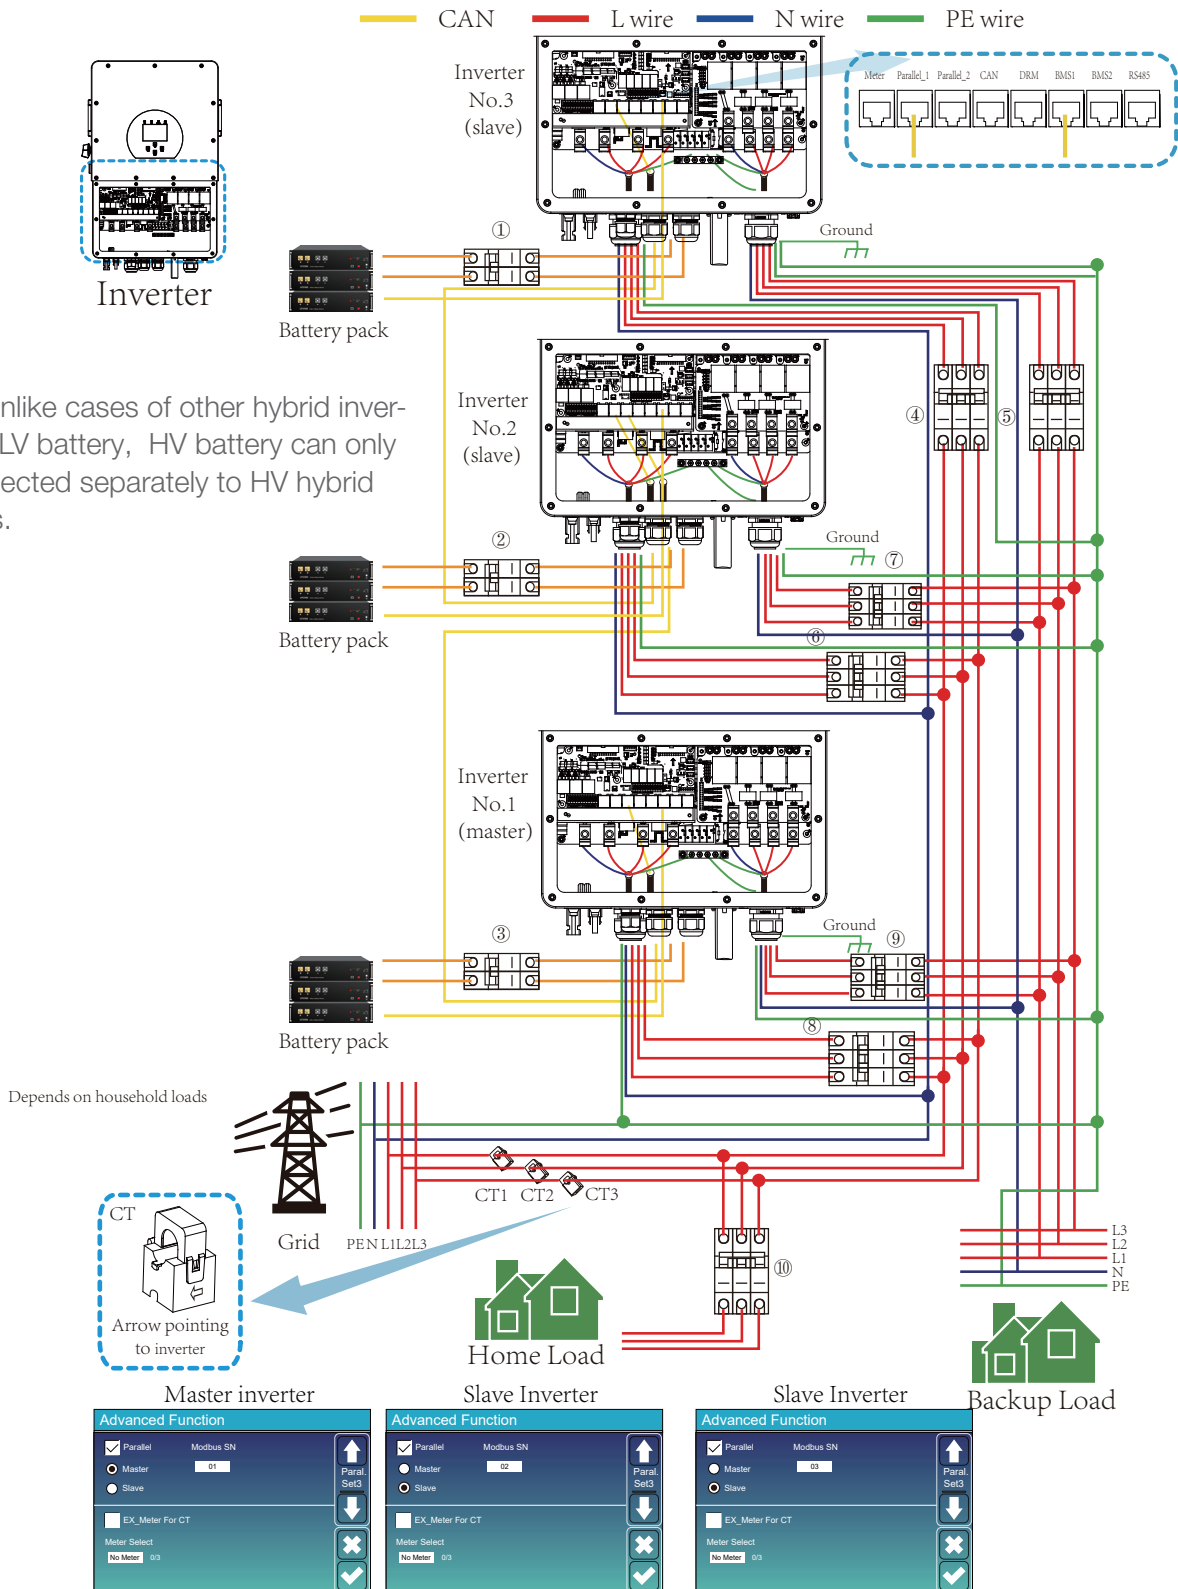 CAN
L wire
N wire
PE wire
Inverter
No.3
(slave)
Meter
Parallel_1
Parallel_2
CAN
DRM
BMS1
BMS2
RS485
①
Ground
Inverter
Battery pack
Inverter
No.2
(slave)
④
⑤
nlike cases of other hybrid inver-
LV battery, HV battery can only
ected separately to HV hybrid
s.
②
Ground
⑦
Battery pack
⑥
Inverter
No.1
(master)
③
Ground
⑨
⑧
Battery pack
Depends on household loads
CT1
CT2
CT3
CT
Grid
PE N L1 L2 L3
Arrow pointing
to inverter
⑩
L3
L2
L1
N
PE
Home Load
Backup Load
Master inverter
Advanced Function
Parallel
Modbus SN
Master
01
Slave
Paral.
Set3
EX_Meter For CT
Meter Select
No Meter 0/3
Slave Inverter
Advanced Function
Parallel
Modbus SN
Master
02
Slave
Paral.
Set3
EX_Meter For CT
Meter Select
No Meter 0/3
Slave Inverter
Advanced Function
Parallel
Modbus SN
Master
03
Slave
Paral.
Set3
EX_Meter For CT
Meter Select
No Meter 0/3